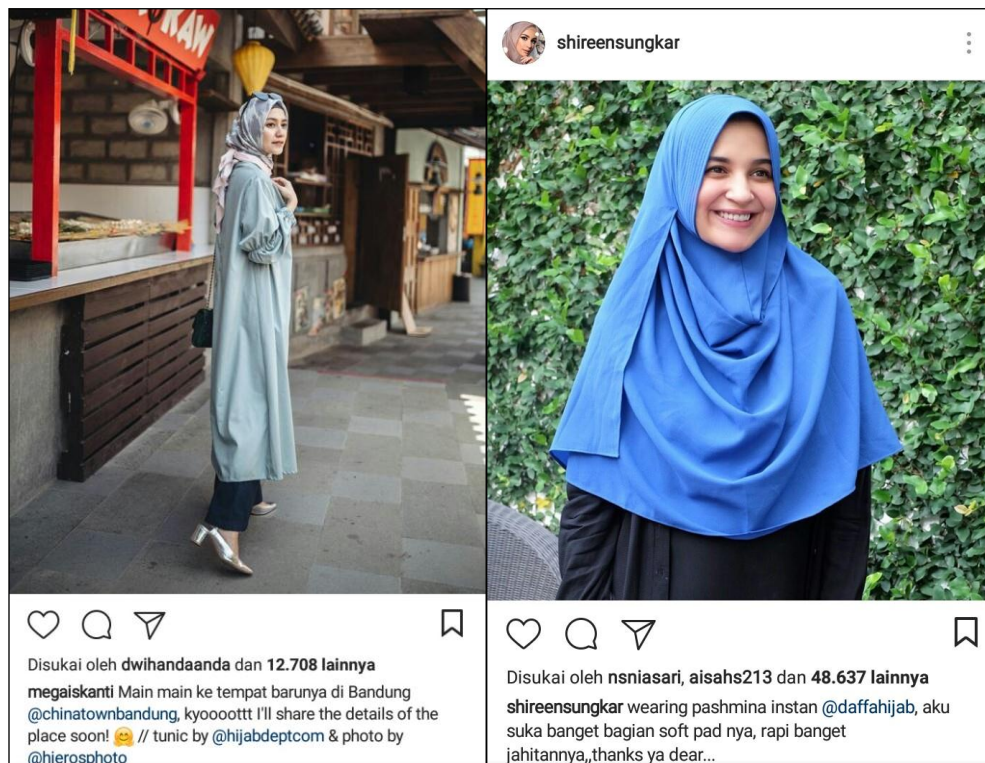 KAW
Disukai oleh dwihandaanda dan 12.708 lainnya
megaiskanti Main main ke tempat barunya di Bandung
@chinatownbandung, kyoooottt I'll share the details of the
place soon! 🤗 // tunic by @hijabdeptcom & photo by
@hierosphoto
shireensungkar
Disukai oleh nsniasari, aisahs213 dan 48.637 lainnya
shireensungkar wearing pashmina instan @daffahijab, aku
suka banget bagian soft pad nya, rapi banget
jahitannya,,thanks ya dear...